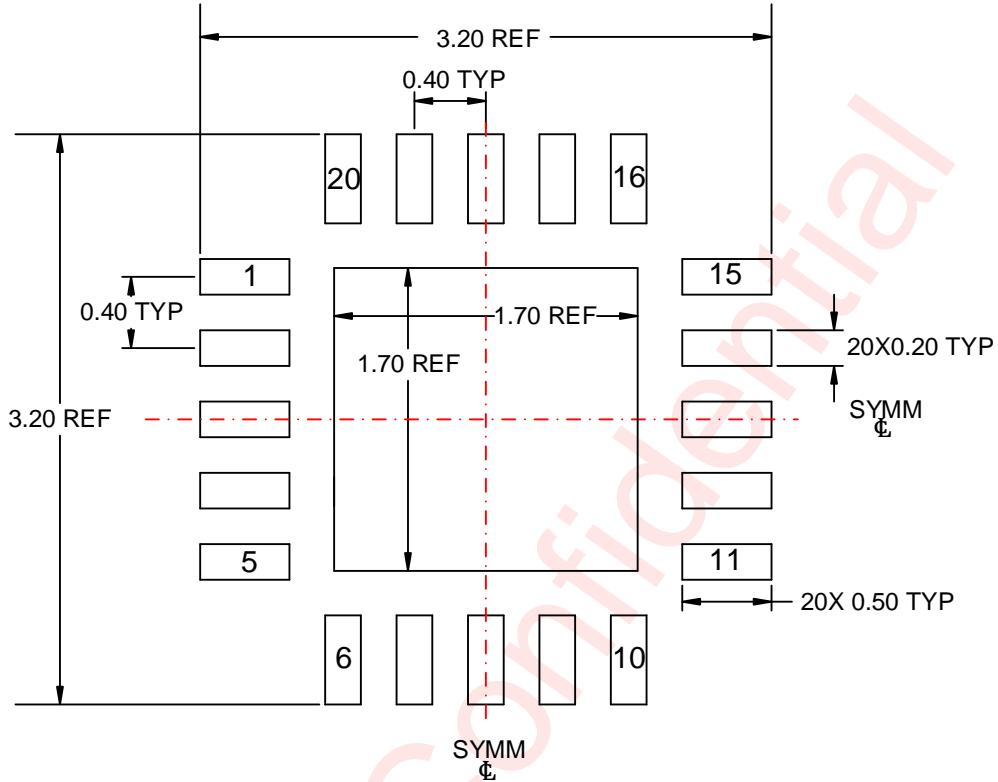 3.20 REF
0.40 TYP
20
16
1
15
0.40 TYP
1.70 REF
20X0.20 TYP
1.70 REF
3.20 REF
SYMM
℄
5
11
20X 0.50 TYP
6
10
SYMM
℄
Confidential